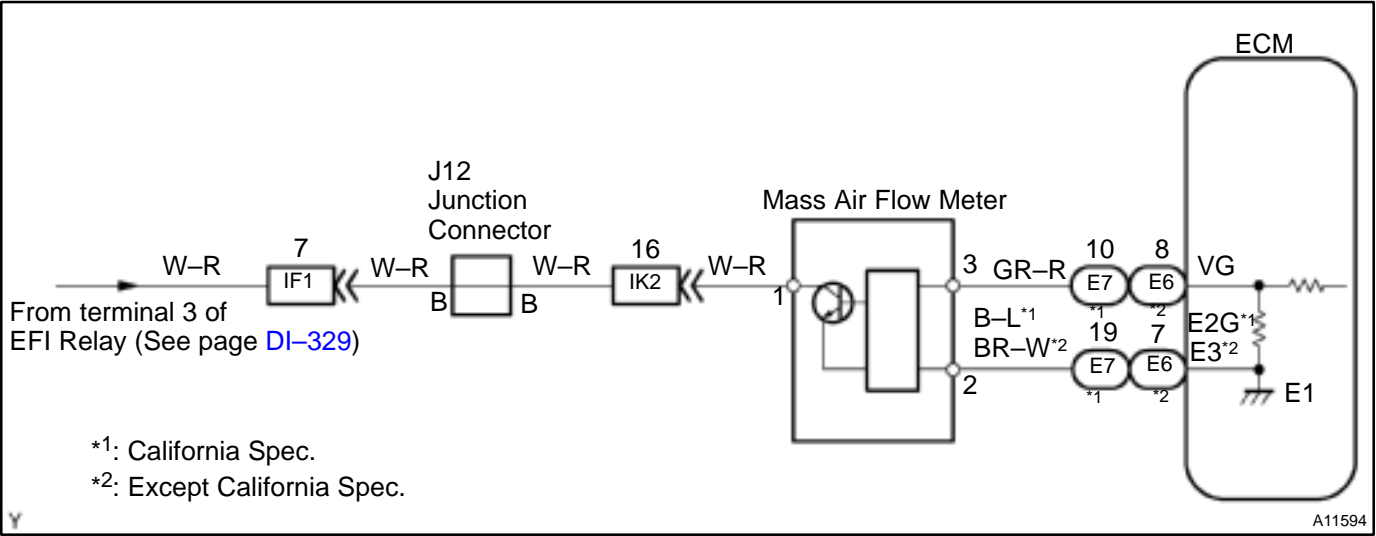 ECM
J12
Junction
Connector
Mass Air Flow Meter
7
16
3
10
8
W–R
IF1
W–R
W–R
IK2
W–R
GR–R
E7
E6
VG
*1
*2
B
B
1
From terminal 3 of
EFI Relay (See page DI–329)
B–L*1
BR–W*2
19
7
E2G*1
E3*2
E7
E6
*1
*2
2
E1
*1: California Spec.
*2: Except California Spec.
Y
A11594